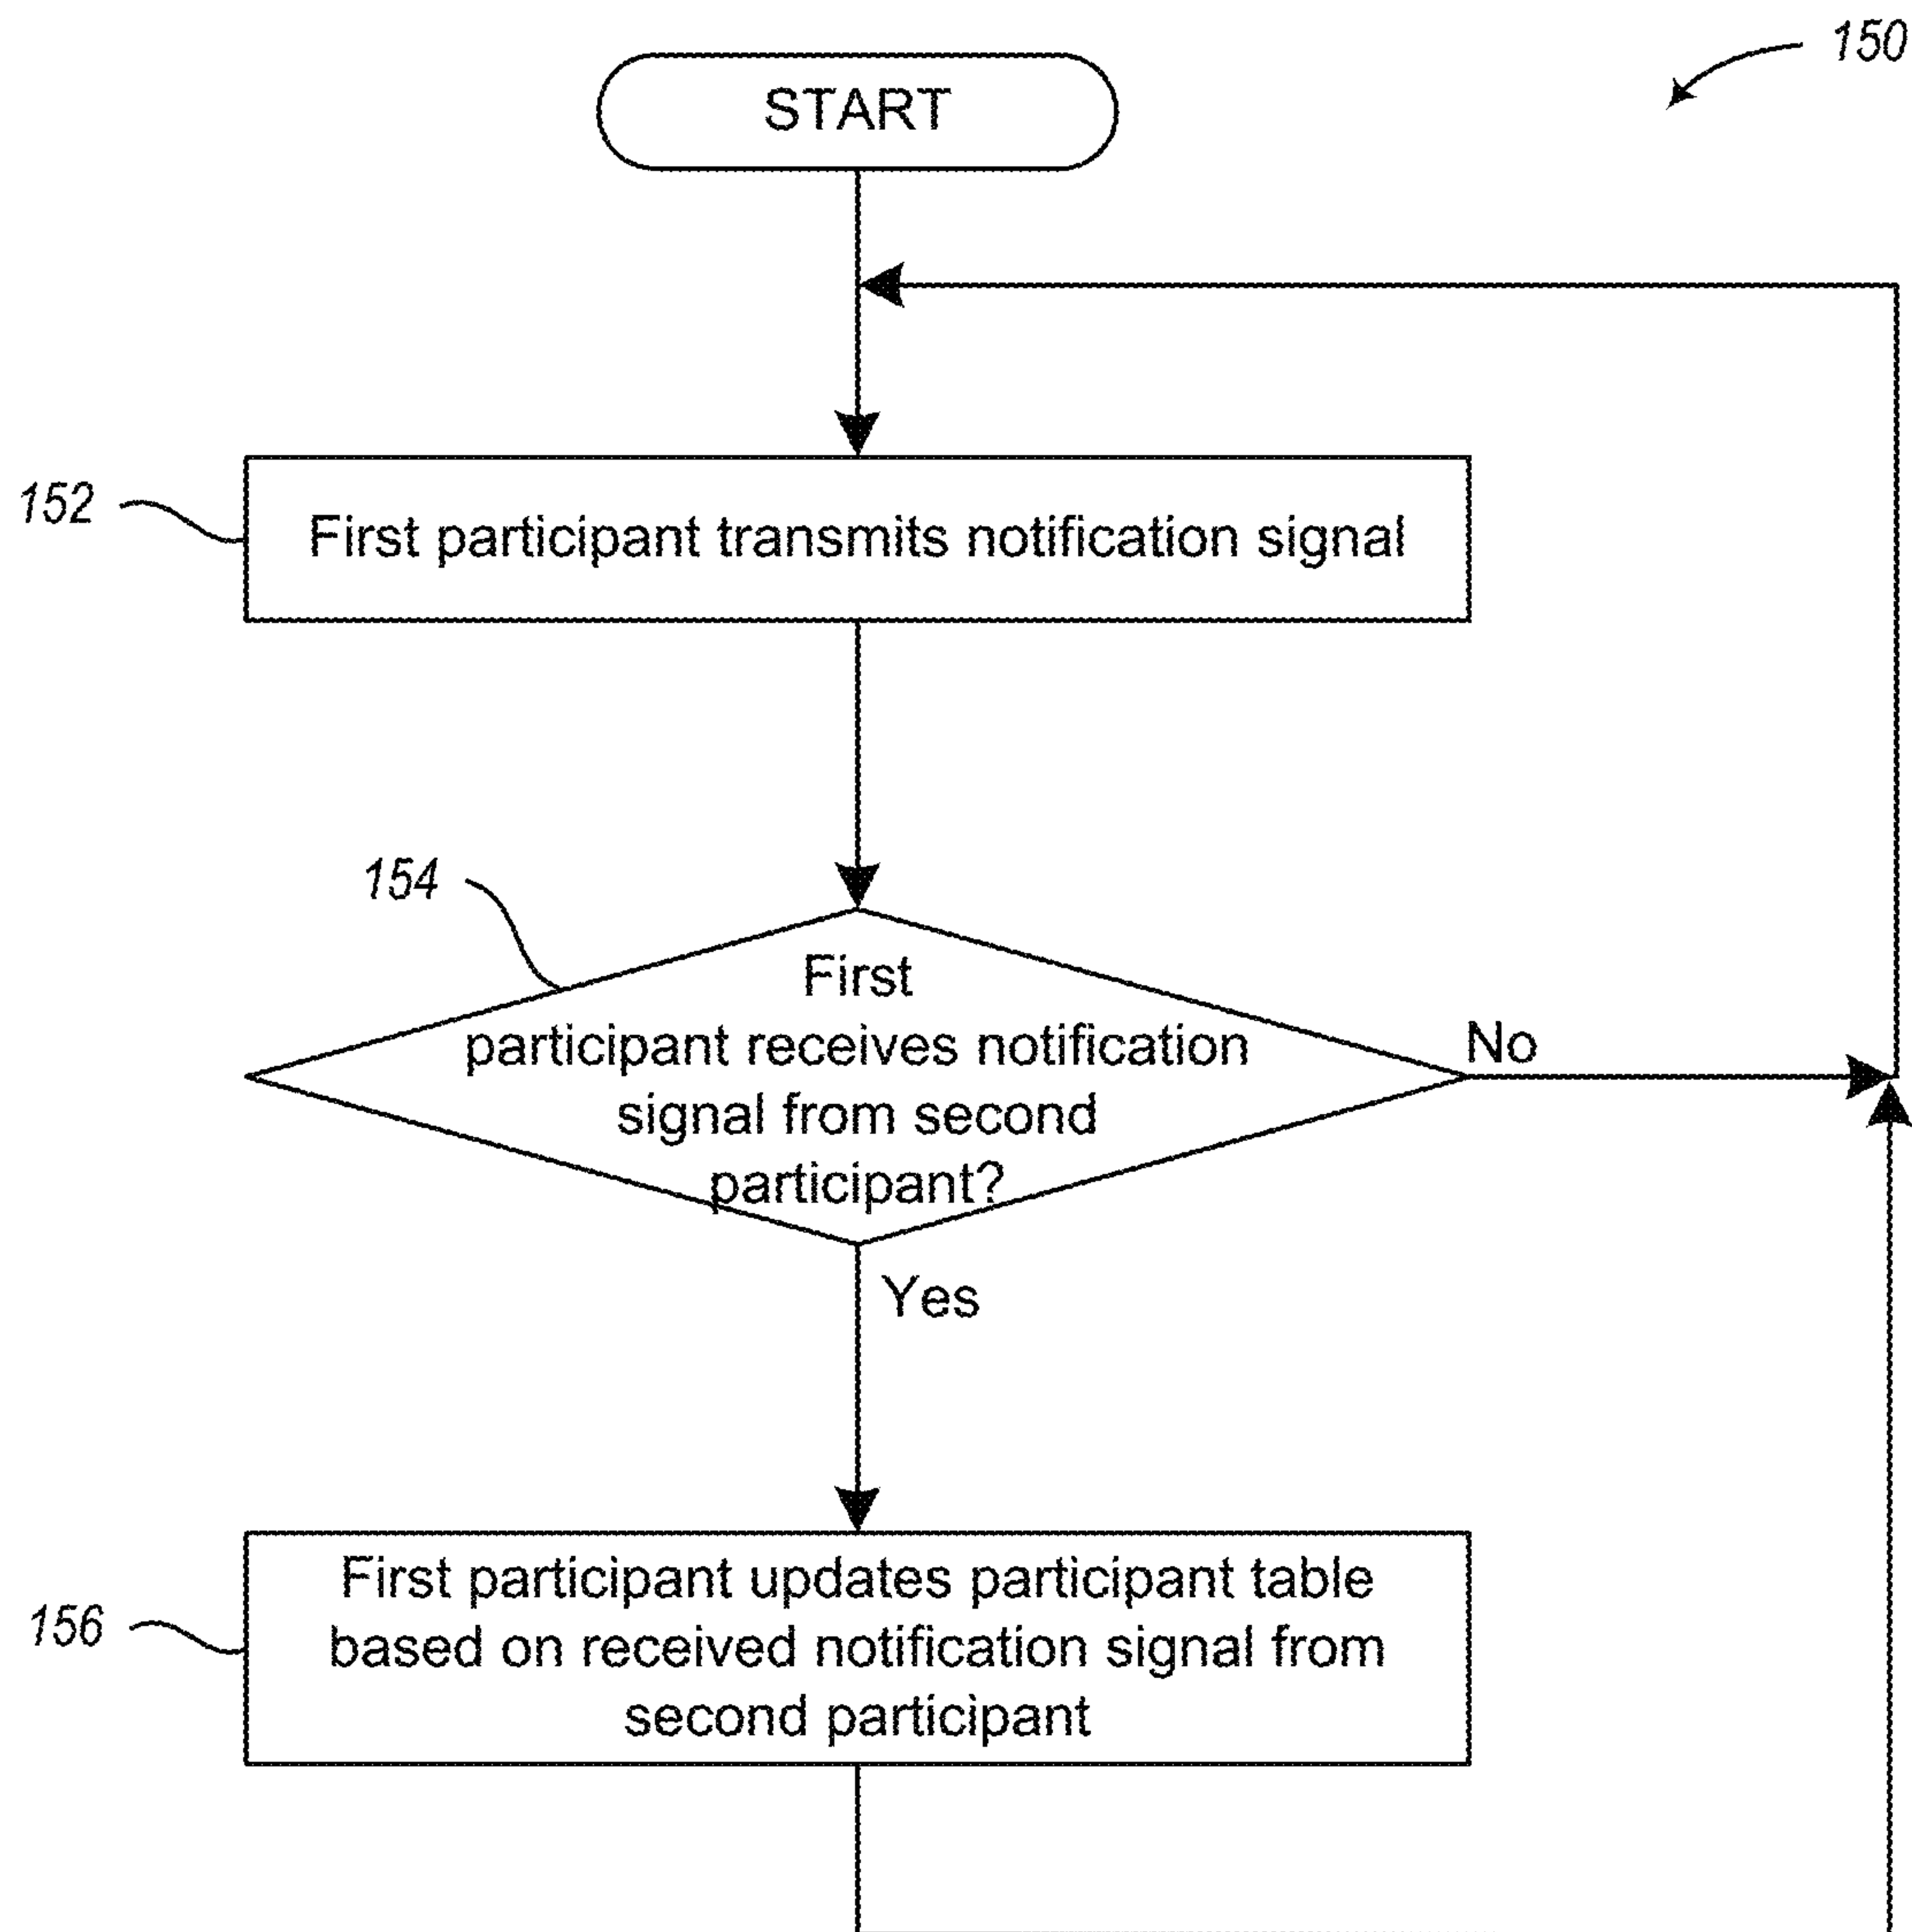 150
START
152
First participant transmits notification signal
154
First
participant receives notification
signal from second
participant?
No
Yes
156
First participant updates participant table
based on received notification signal from
second participant